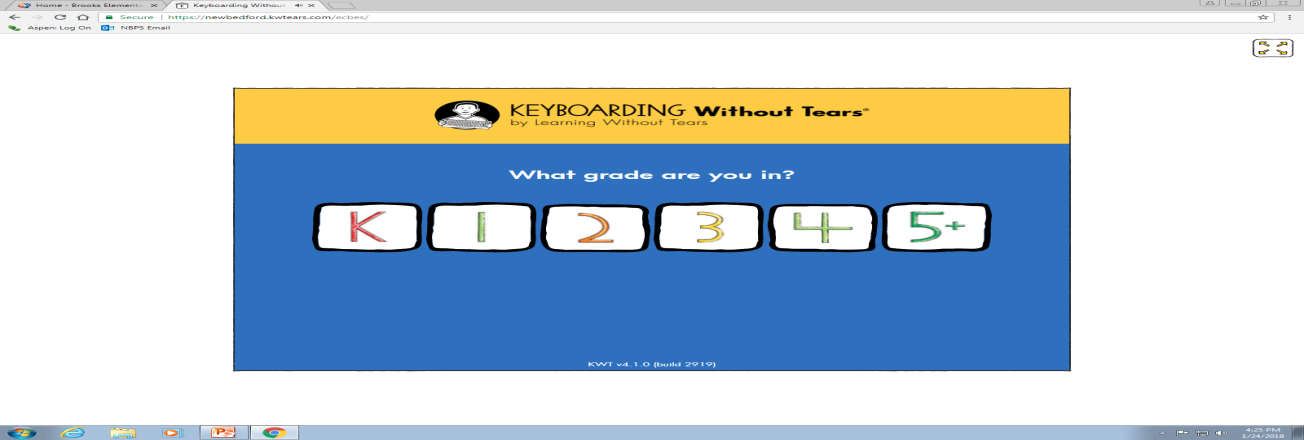 Home - Brooks Elementa
Keyboarding Without
Secure | https://newbedford.kwtears.com/ecbes/
Aspen: Log On
NBPS Email
KEYBOARDING Without Tears®
by Learning Without Tears
What grade are you in?
K 1 2 3 4 5+
KWT v4.1.0 (build 2919)
4:25 PM
1/24/2018